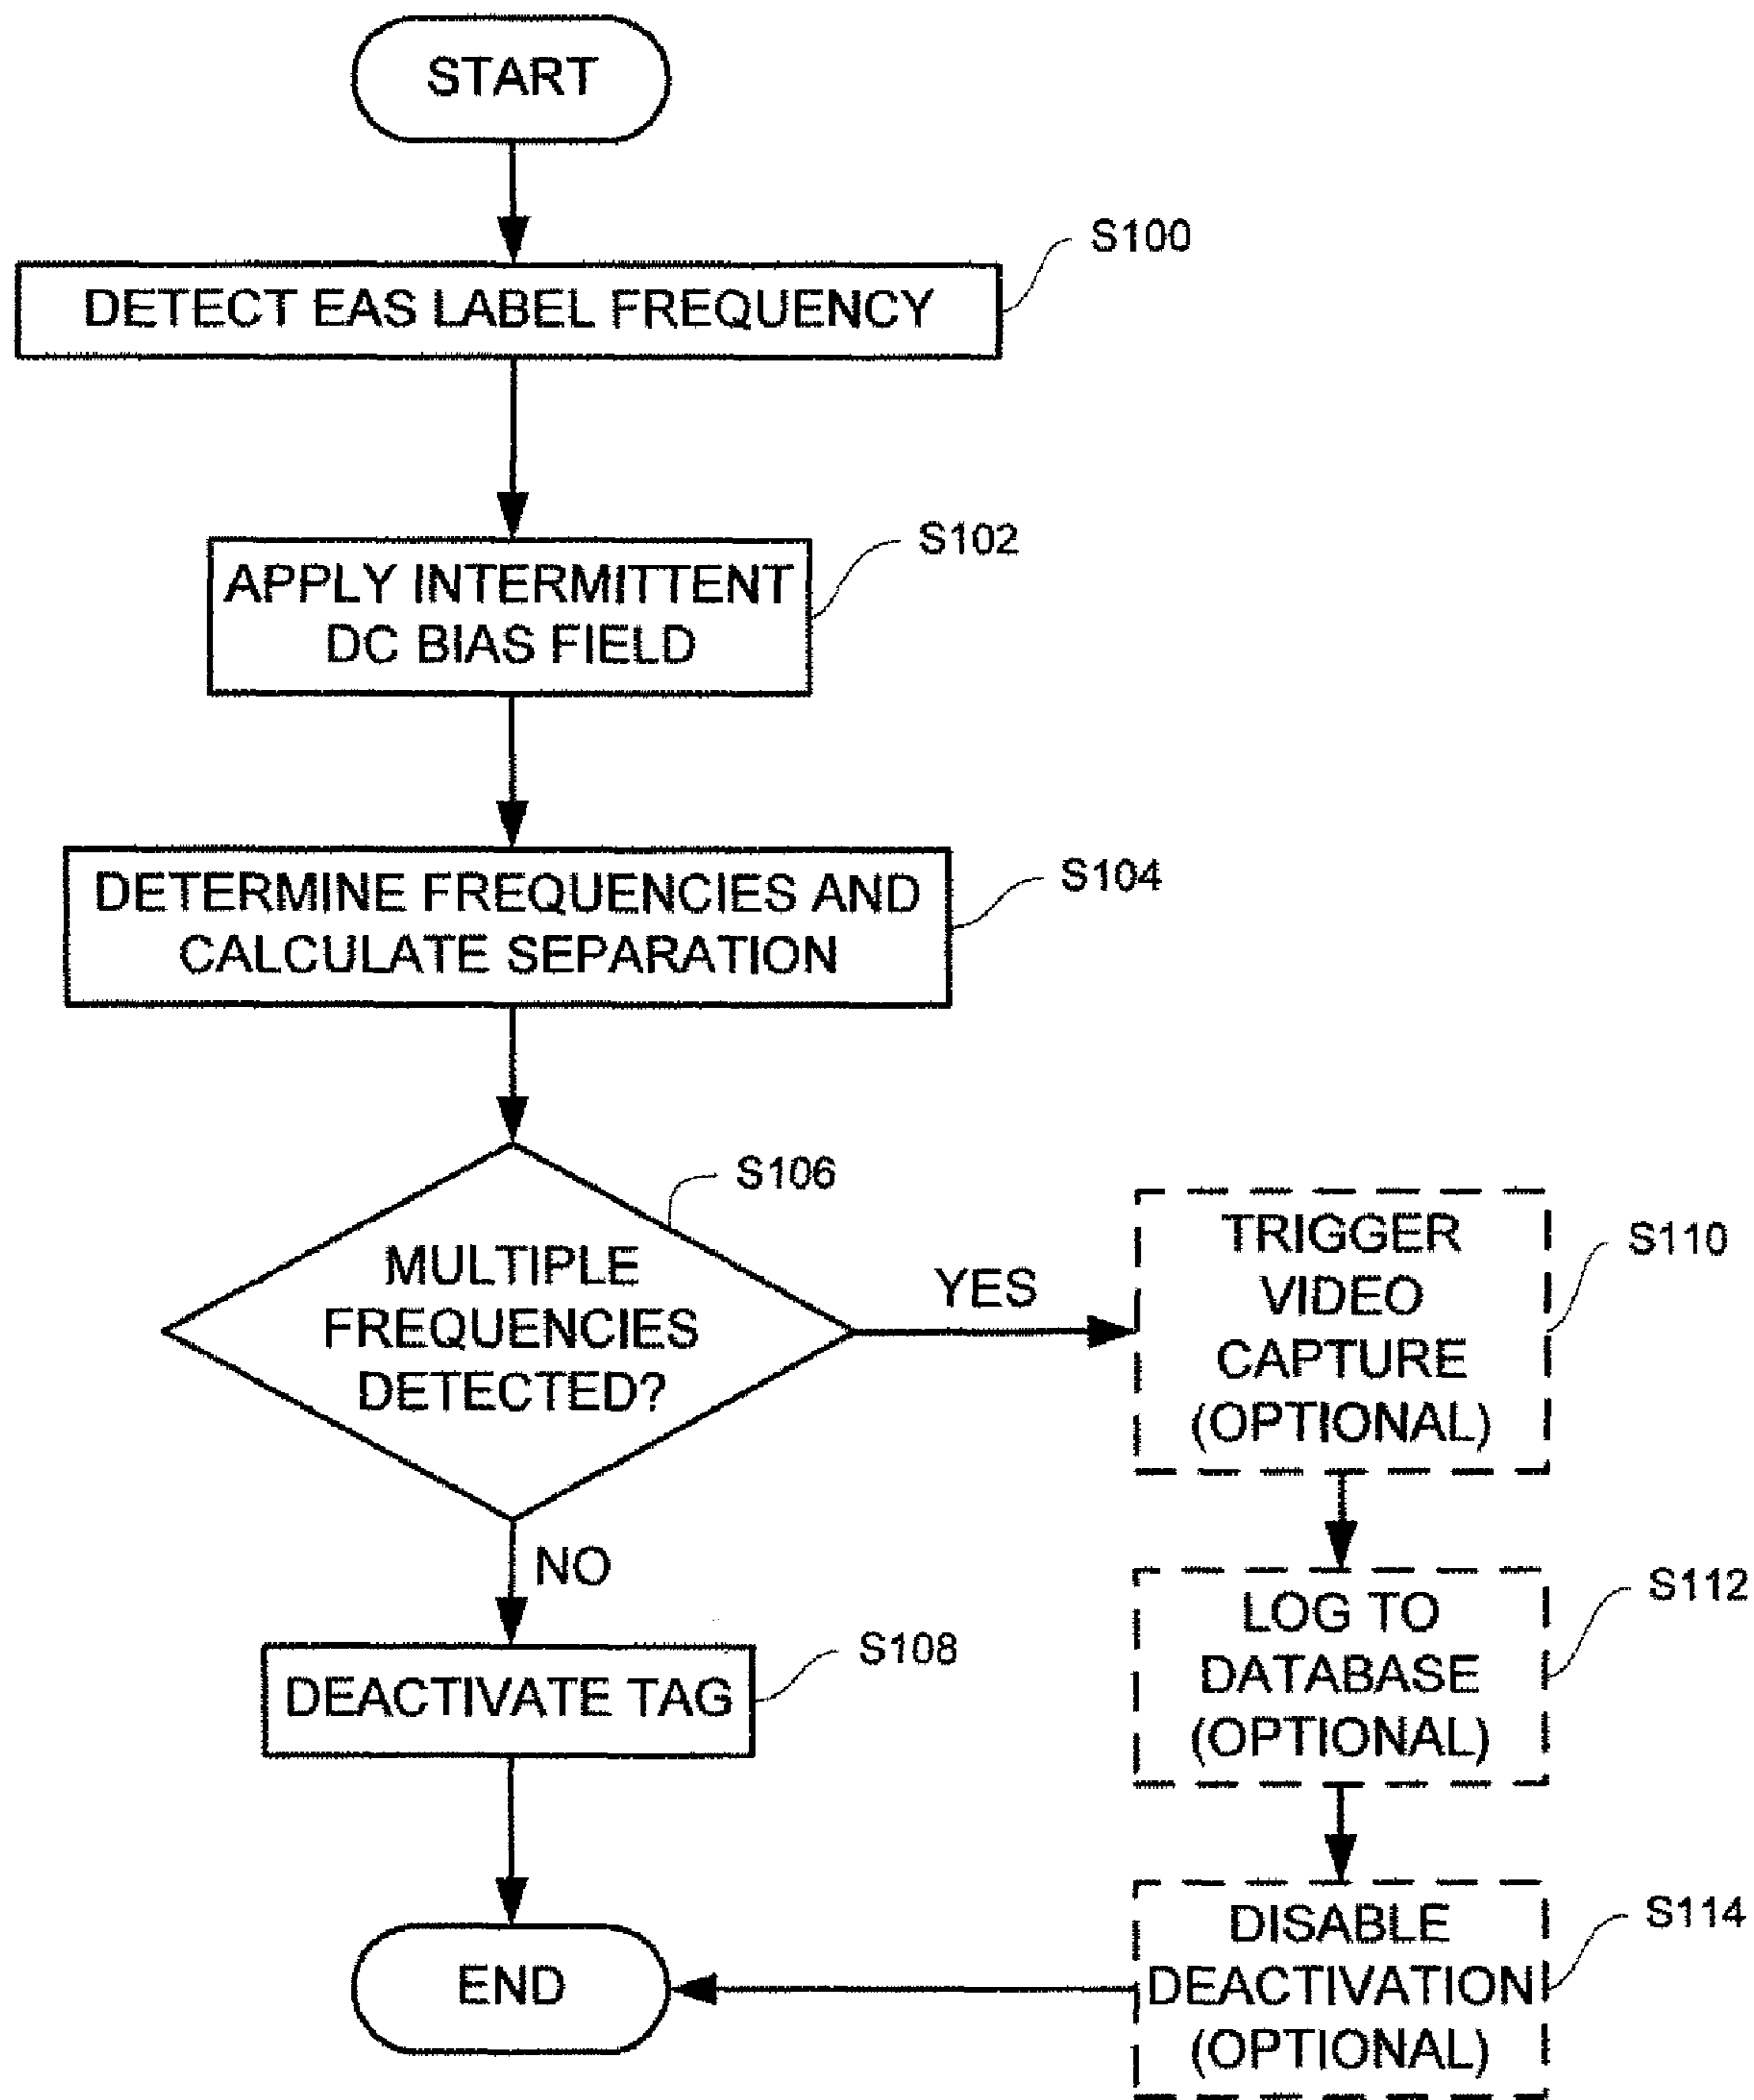 START
S100
DETECT EAS LABEL FREQUENCY
S102
APPLY INTERMITTENT
DC BIAS FIELD
S104
DETERMINE FREQUENCIES AND
CALCULATE SEPARATION
S106
MULTIPLE
FREQUENCIES
DETECTED?
YES
S110
TRIGGER
VIDEO
CAPTURE
(OPTIONAL)
NO
S108
DEACTIVATE TAG
S112
LOG TO
DATABASE
(OPTIONAL)
S114
DISABLE
DEACTIVATION
(OPTIONAL)
END